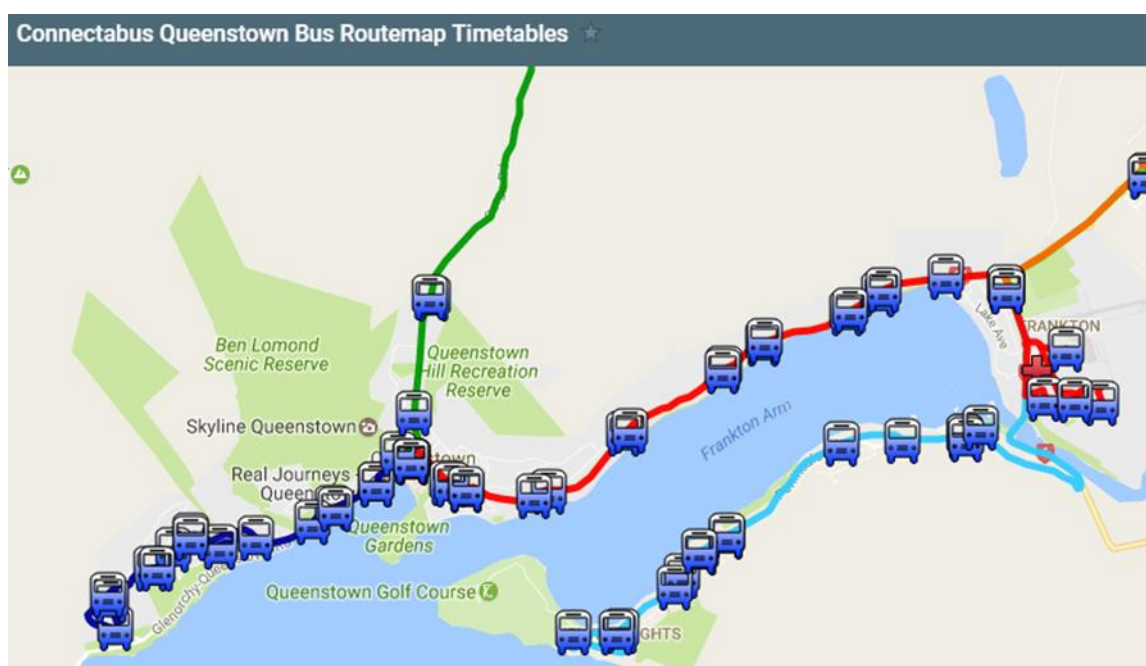 Connectabus Queenstown Bus Routemap Timetables
Ben Lomond
Scenic Reserve
Queenstown
Hill Recreation
Reserve
Skyline Queenstown
Real Journeys -
Queenstown
Gardens
Queenstown Golf Course
Frankton Arm
Lake Ave
FRANKTON
GHTS